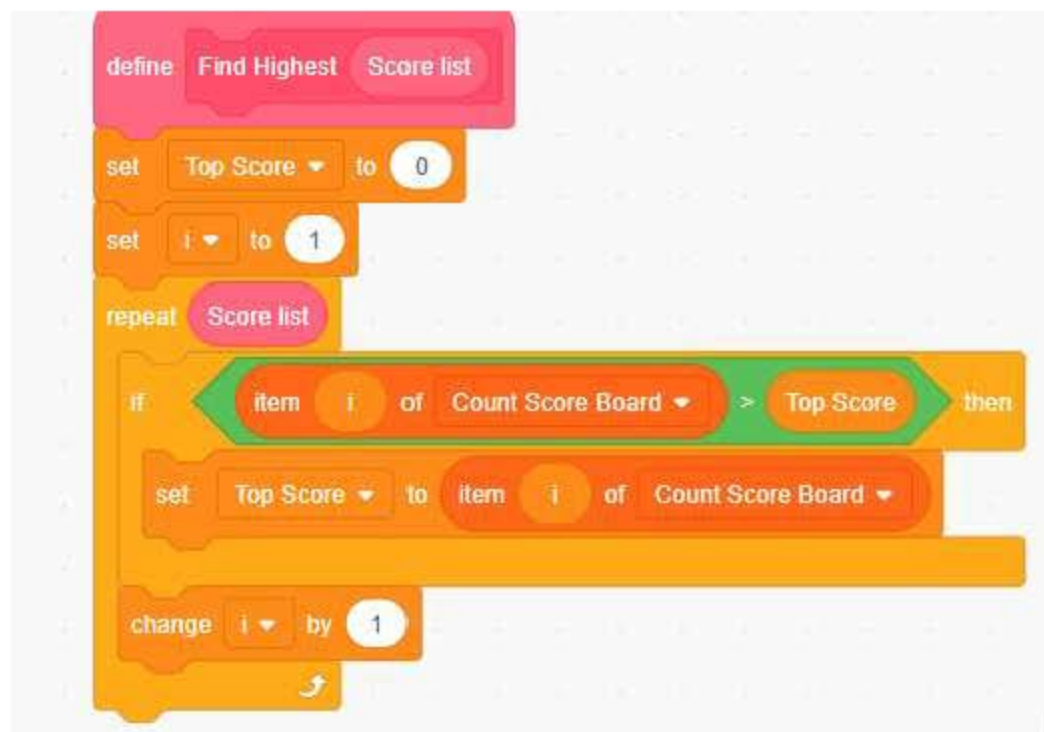 define Find Highest Score list
set Top Score to 0
set i to 1
repeat Score list
if item i of Count Score Board > Top Score then
set Top Score to item i of Count Score Board
change i by 1